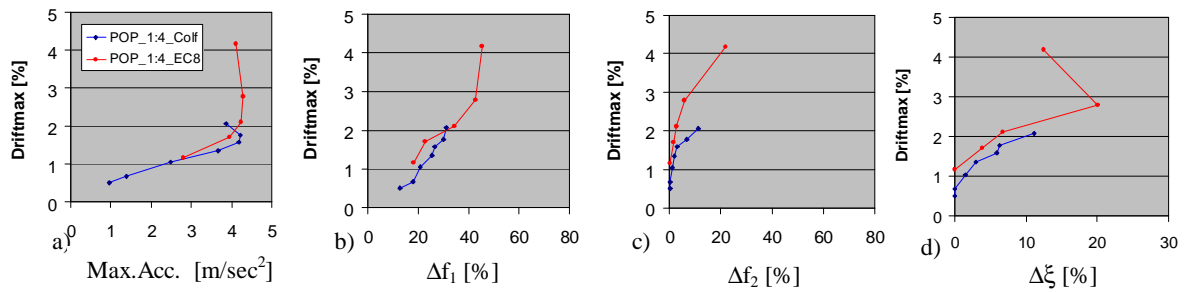 Driftmax [%]
5
4
3
2
1
0
POP_1:4_Colf
POP_1:4_EC8
0 1 2 3 4 5
a)
Max.Acc. [m/sec²]
Driftmax [%]
5
4
3
2
1
0
0 20 40 60 80
b)
Δf₁ [%]
Driftmax [%]
5
4
3
2
1
0
0 20 40 60 80
c)
Δf₂ [%]
Driftmax [%]
5
4
3
2
1
0
0 10 20 30
d)
Δξ [%]